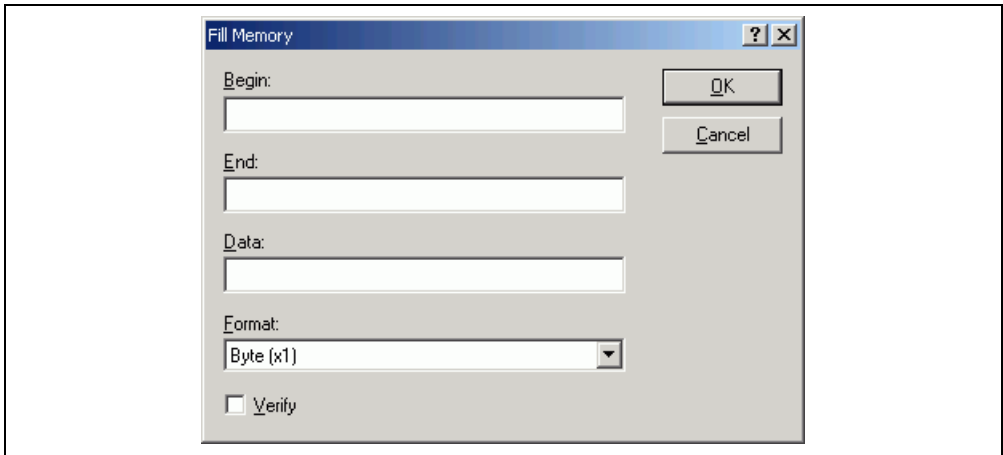 Fill Memory
Begin:
OK
Cancel
End:
Data:
Format:
Byte (x1)
Verify